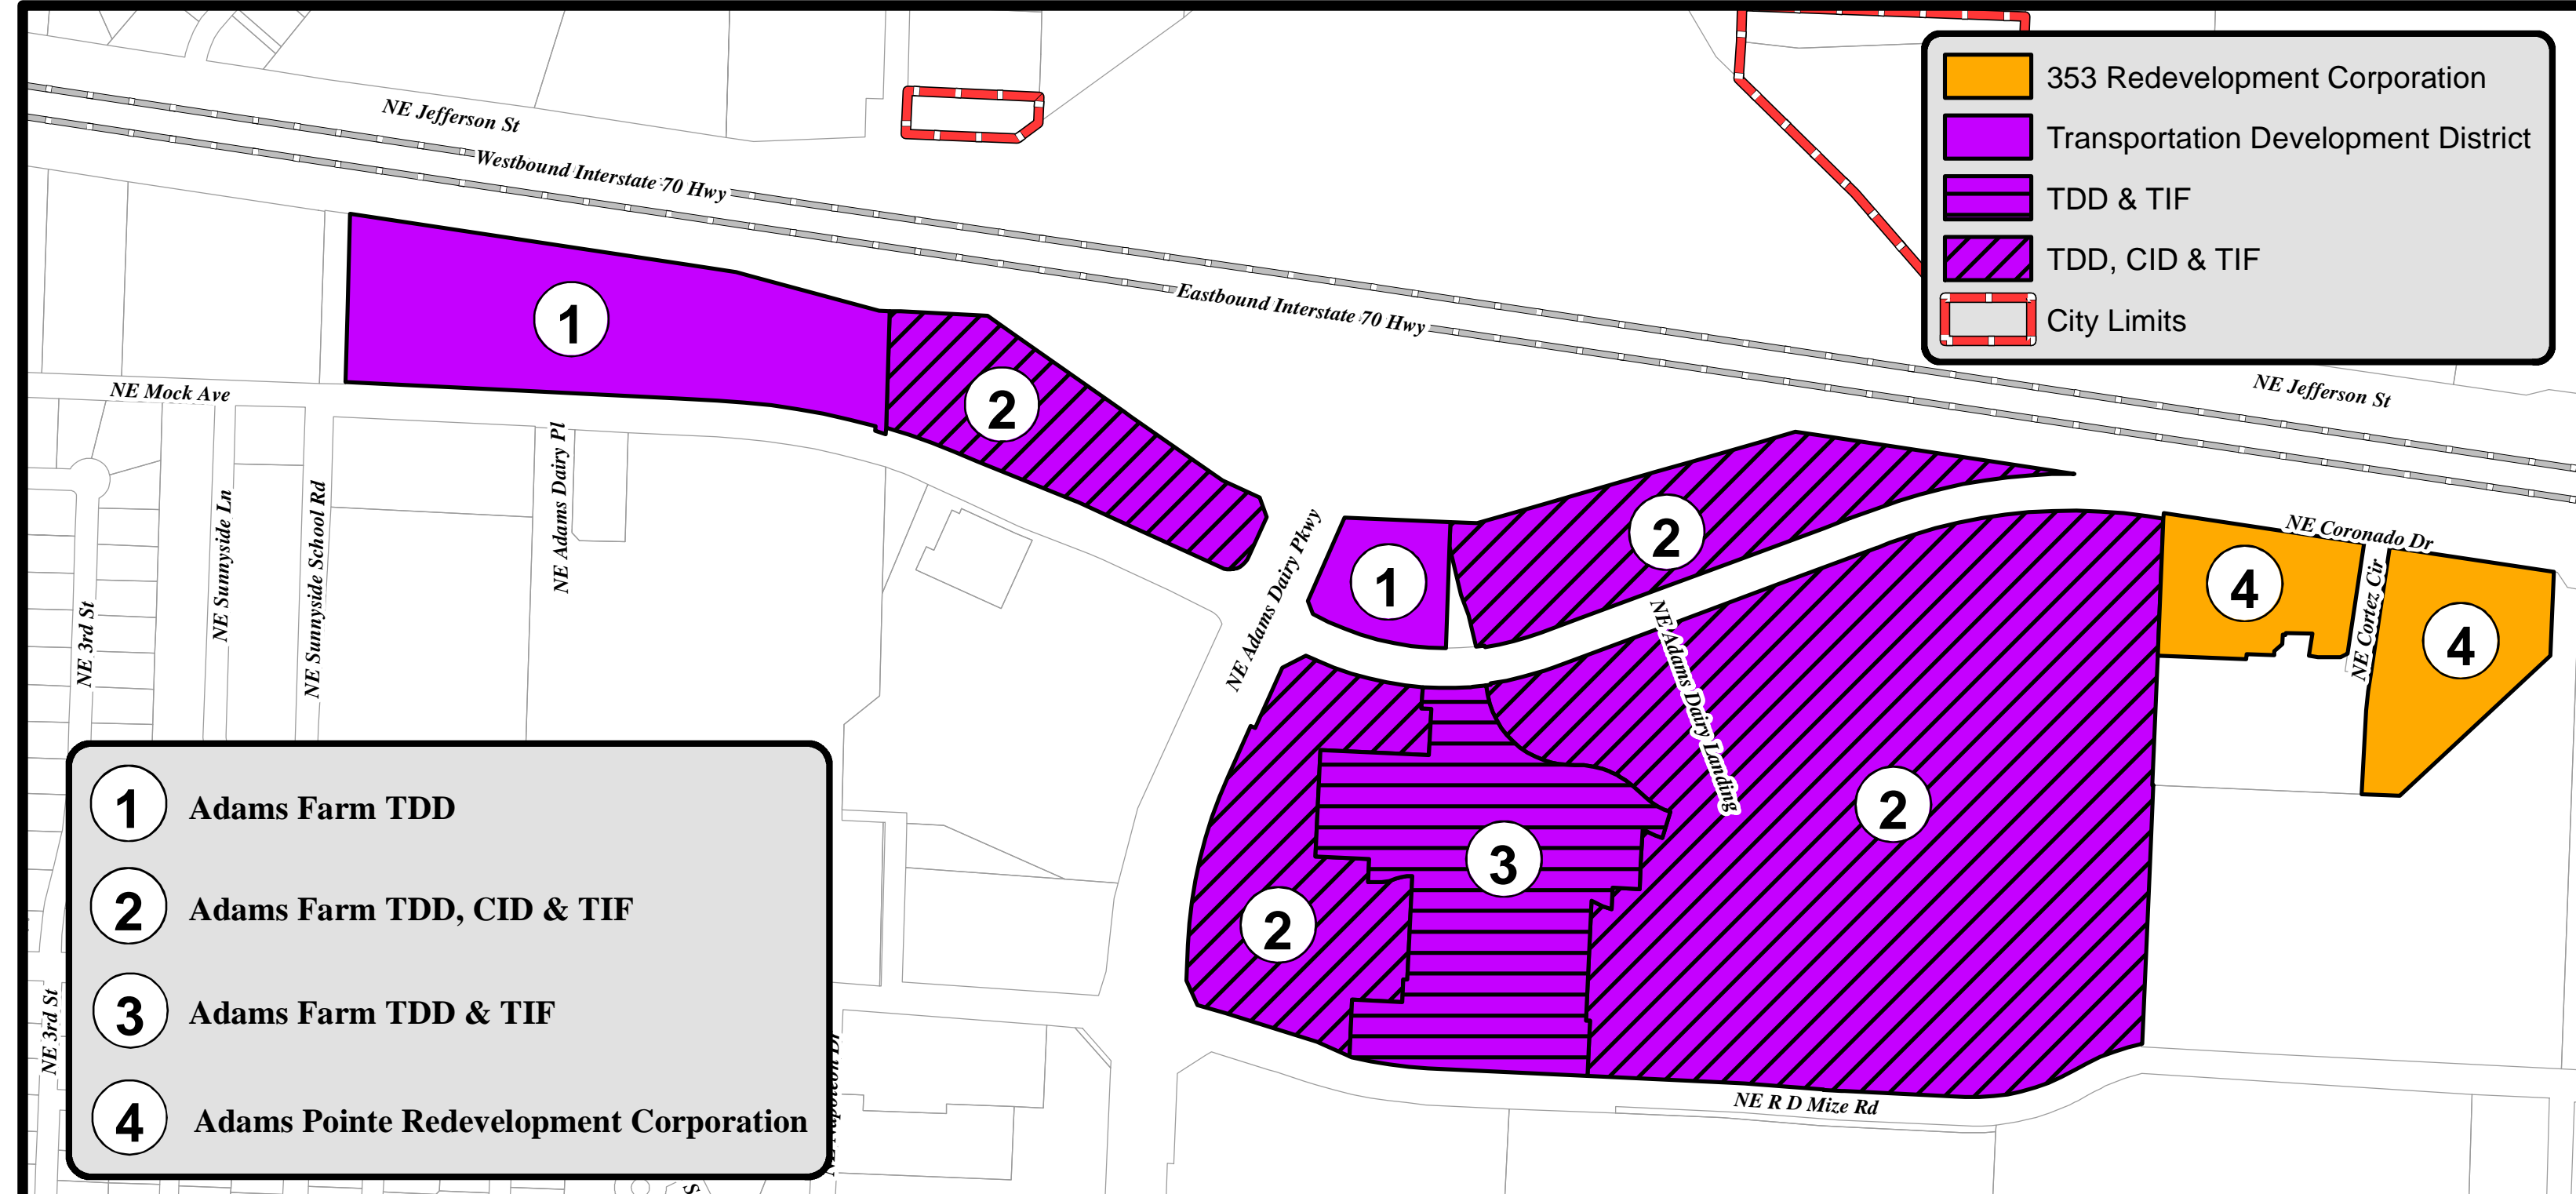 353 Redevelopment Corporation
Transportation Development District
TDD & TIF
TDD, CID & TIF
City Limits
NE Jefferson St
Westbound Interstate 70 Hwy
Eastbound Interstate 70 Hwy
NE Jefferson St
1
2
NE Mock Ave
NE Adams Dairy Pl
NE Sunnyside Ln
NE Sunnyside School Rd
NE 3rd St
NE Adams Dairy Pkwy
1
2
NE Coronado Dr
4
NE Cortez Cir
4
NE Adams Dairy Landing
2
3
2
NE R D Mize Rd
NE 3rd St
1 Adams Farm TDD
2 Adams Farm TDD, CID & TIF
3 Adams Farm TDD & TIF
4 Adams Pointe Redevelopment Corporation